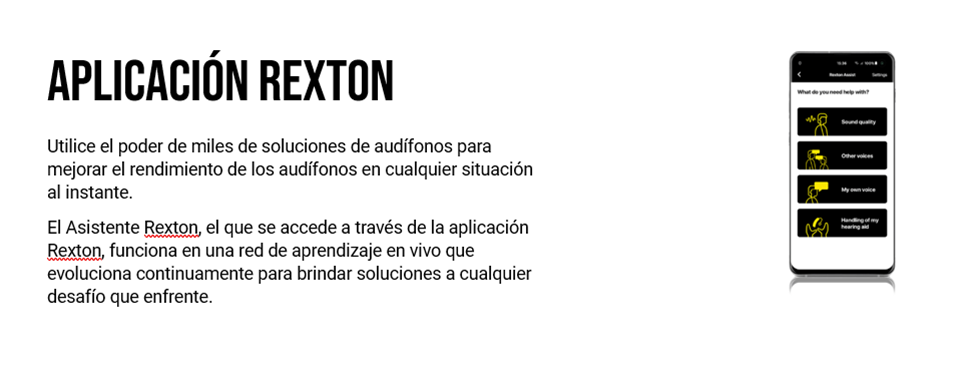 APLICACIÓN REXTON
Utilice el poder de miles de soluciones de audífonos para
mejorar el rendimiento de los audífonos en cualquier situación
al instante.
El Asistente Rexton, el que se accede a través de la aplicación
Rexton, funciona en una red de aprendizaje en vivo que
evoluciona continuamente para brindar soluciones a cualquier
desafío que enfrente.
100%
Rexton Assist Settings
What do you need help with?
Sound quality
Other voices
My own voice
Handling of my
hearing aid